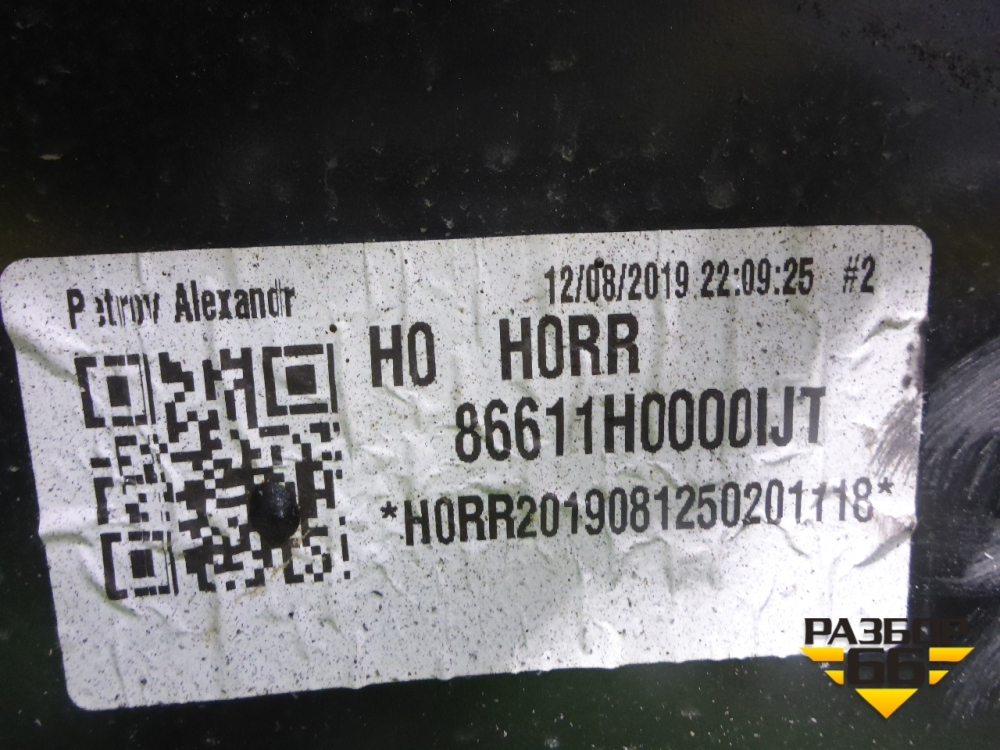 Petrov Alexandr
12/08/2019 22:09:25 #2
H0 H0RR
86611H0000IJT
*H0RR2019081250201118*
РАЗБОР
66